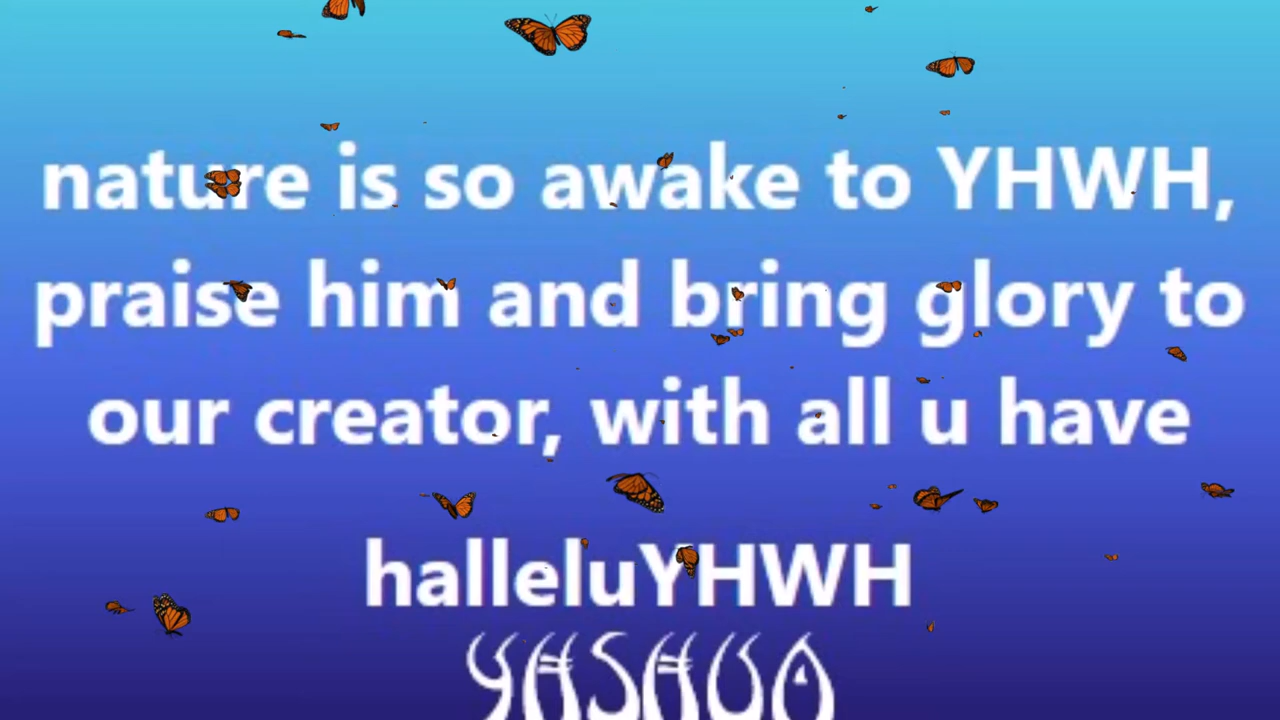 nature is so awake to YHWH,
praise him and bring glory to
our creator, with all u have
halleluYHWH
YASHUA